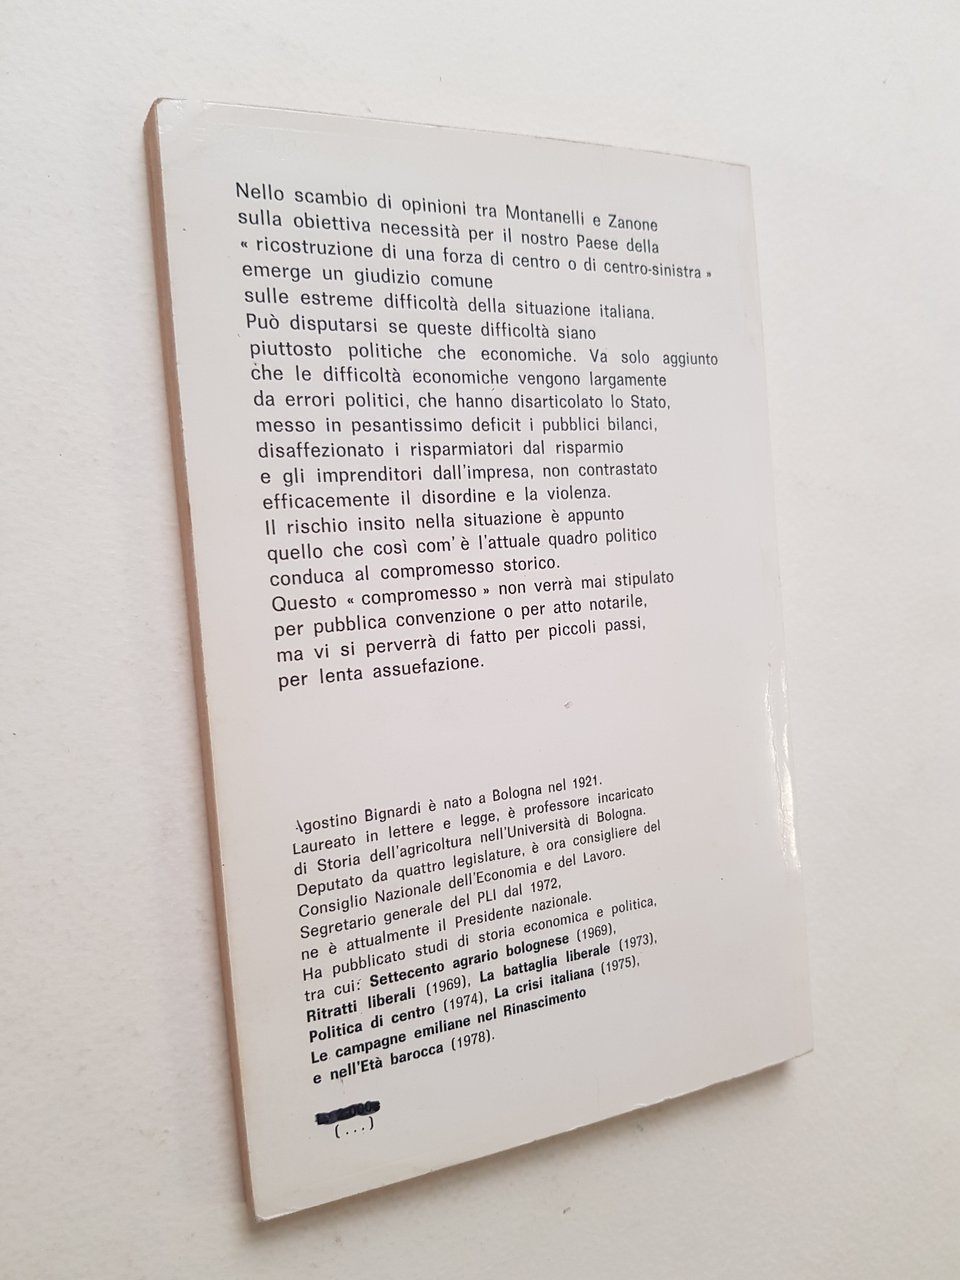 Nello scambio di opinioni tra Montanelli e Zanone
sulla obiettiva necessità per il nostro Paese della
« ricostruzione di una forza di centro o di centro-sinistra »
emerge un giudizio comune
sulle estreme difficoltà della situazione italiana.
Può disputarsi se queste difficoltà siano
piuttosto politiche che economiche. Va solo aggiunto
che le difficoltà economiche vengono largamente
da errori politici, che hanno disarticolato lo Stato,
messo in pesantissimo deficit i pubblici bilanci,
disaffezionato i risparmiatori dal risparmio
e gli imprenditori dall'impresa, non contrastato
efficacemente il disordine e la violenza.
Il rischio insito nella situazione è appunto
quello che così com' è l'attuale quadro politico
conduca al compromesso storico.
Questo « compromesso » non verrà mai stipulato
per pubblica convenzione o per atto notarile,
ma vi si perverrà di fatto per piccoli passi,
per lenta assuefazione.
Agostino Bignardi è nato a Bologna nel 1921.
Laureato in lettere e legge, è professore incaricato
di Storia dell'agricoltura nell'Università di Bologna.
Deputato da quattro legislature, è ora consigliere del
Consiglio Nazionale dell'Economia e del Lavoro.
Segretario generale del PLI dal 1972,
ne è attualmente il Presidente nazionale.
Ha pubblicato studi di storia economica e politica,
tra cui: Settecento agrario bolognese (1969),
Ritratti liberali (1969), La battaglia liberale (1973),
Politica di centro (1974), La crisi italiana (1975),
Le campagne emiliane nel Rinascimento
e nell'Età barocca (1978).
(...)